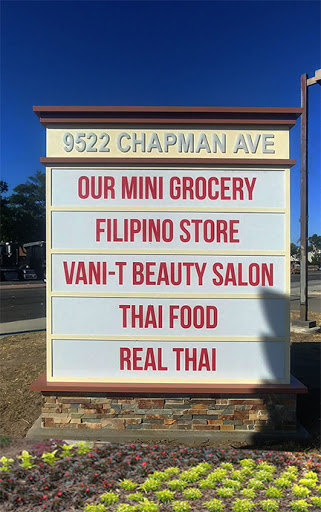 9522 CHAPMAN AVE
OUR MINI GROCERY
FILIPINO STORE
VANI-T BEAUTY SALON
THAI FOOD
REAL THAI